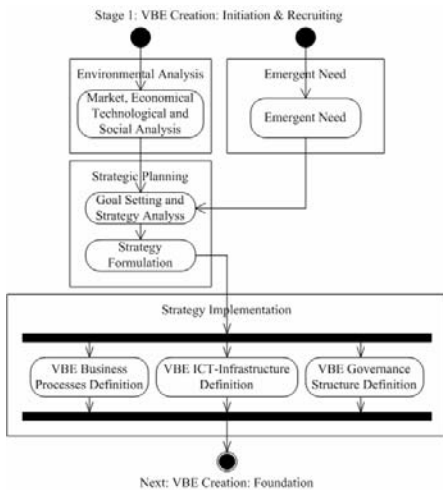 Stage 1: VBE Creation: Initiation & Recruiting
Environmental Analysis
Market, Economical
Technological and
Social Analysis
Emergent Need
Emergent Need
Strategic Planning
Goal Setting and
Strategy Analysis
Strategy
Formulation
Strategy Implementation
VBE Business
Processes Definition
VBE ICT-Infrastructure
Definition
VBE Governance
Structure Definition
Next: VBE Creation: Foundation